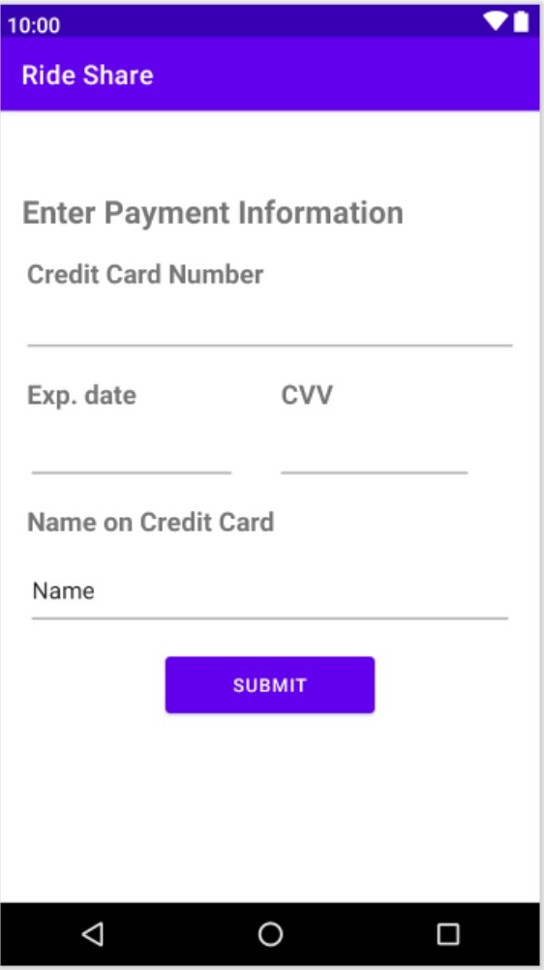 10:00
Ride Share
Enter Payment Information
Credit Card Number
Exp. date CVV
Name on Credit Card
Name
SUBMIT